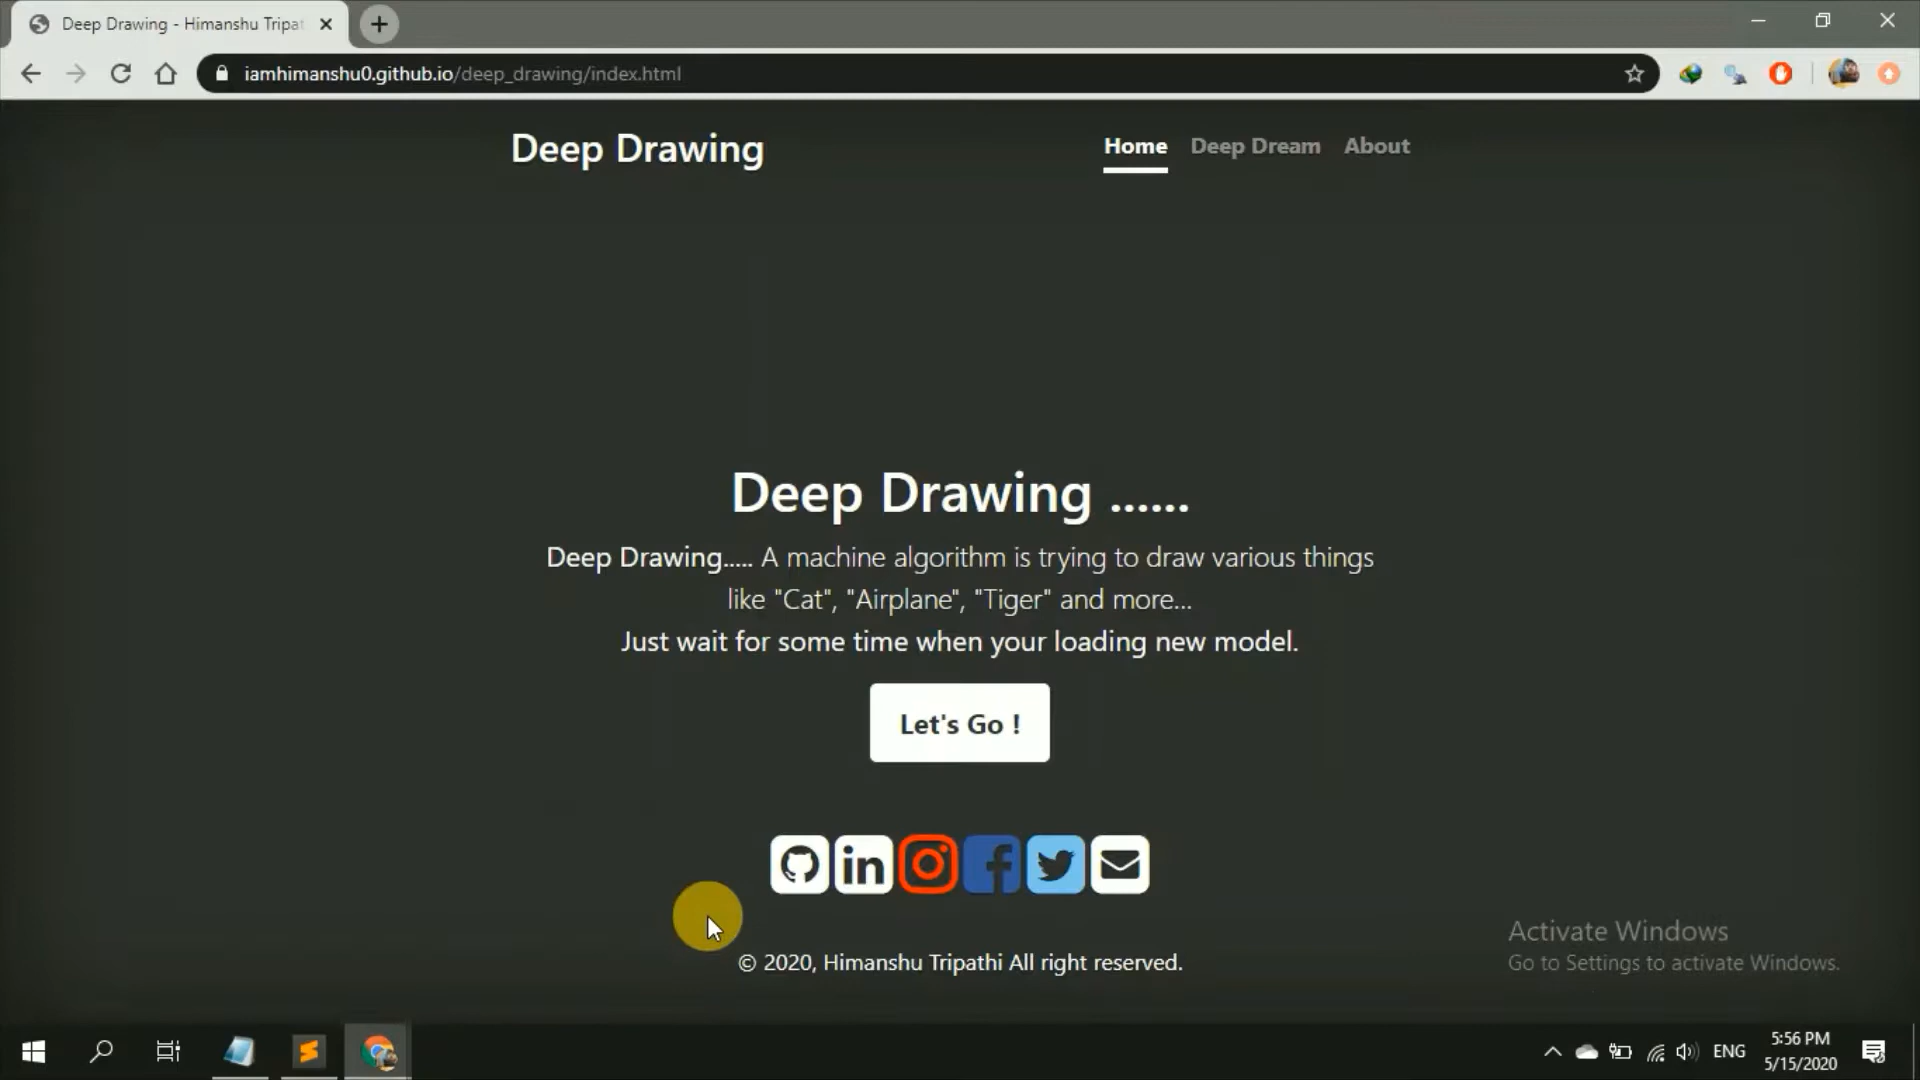 Deep Drawing - Himanshu Tripat
iamhimanshu0.github.io/deep_drawing/index.html
Deep Drawing
Home Deep Dream About
Deep Drawing ......
Deep Drawing..... A machine algorithm is trying to draw various things
like "Cat", "Airplane", "Tiger" and more...
Just wait for some time when your loading new model.
Let's Go !
© 2020, Himanshu Tripathi All right reserved.
Activate Windows
Go to Settings to activate Windows.
ENG
5:56 PM
5/15/2020